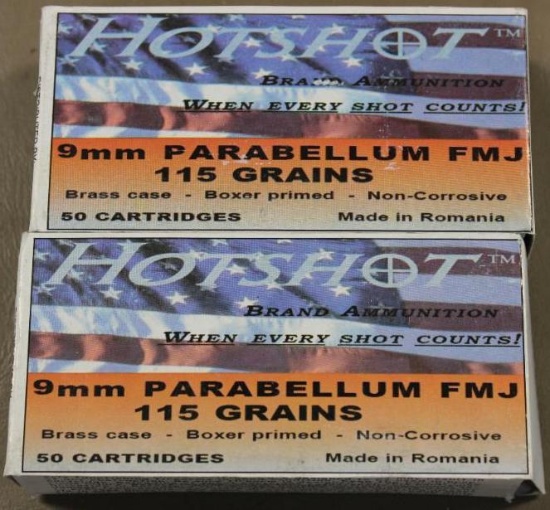 HOTSHOT™
BRAND AMMUNITION
WHEN EVERY SHOT COUNTS!
9mm PARABELLUM FMJ
115 GRAINS
Brass case - Boxer primed - Non-Corrosive
50 CARTRIDGES Made in Romania
HOTSHOT™
BRAND AMMUNITION
WHEN EVERY SHOT COUNTS!
9mm PARABELLUM FMJ
115 GRAINS
Brass case - Boxer primed - Non-Corrosive
50 CARTRIDGES Made in Romania